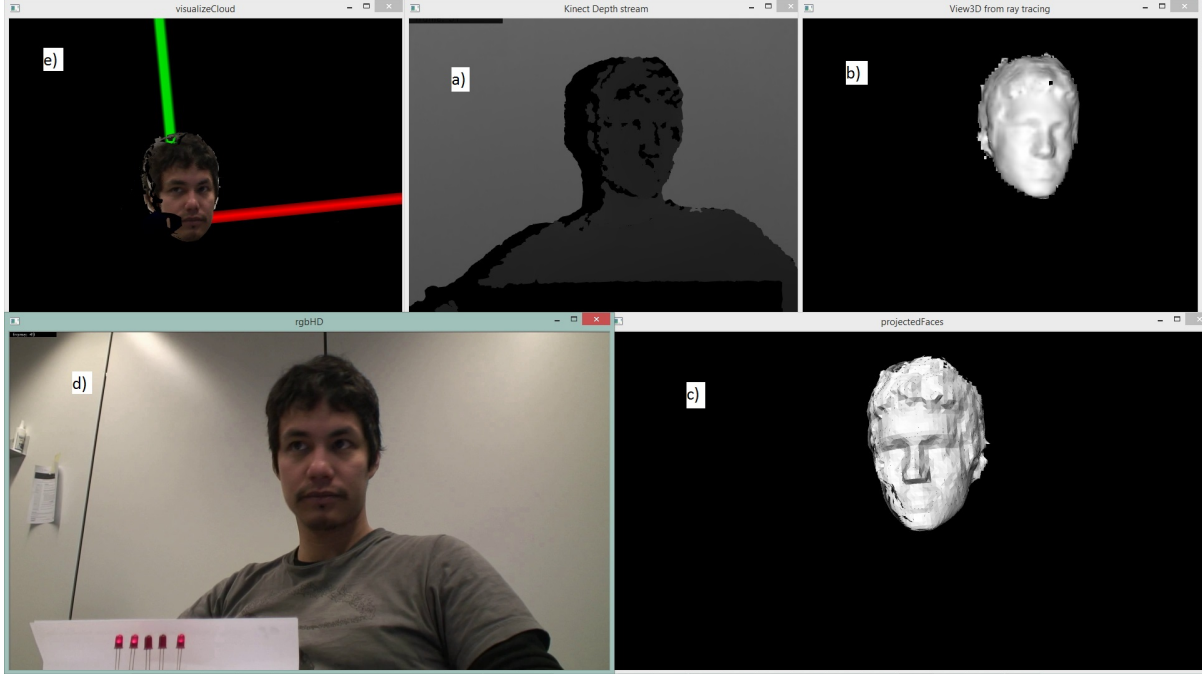 visualizeCloud
Kinect Depth stream
View3D from ray tracing
e)
a)
b)
rgbHD
projectedFaces
d)
c)